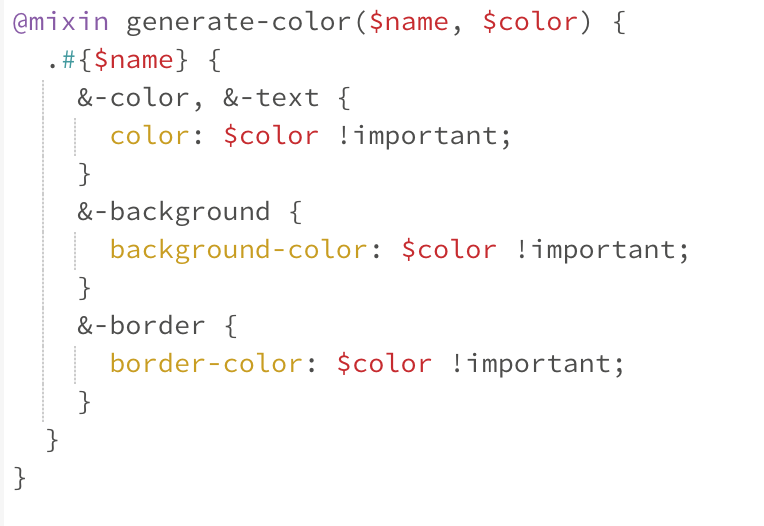 @mixin generate-color($name, $color) {
  .#{$name} {
    &-color, &-text {
      color: $color !important;
    }
    &-background {
      background-color: $color !important;
    }
    &-border {
      border-color: $color !important;
    }
  }
}